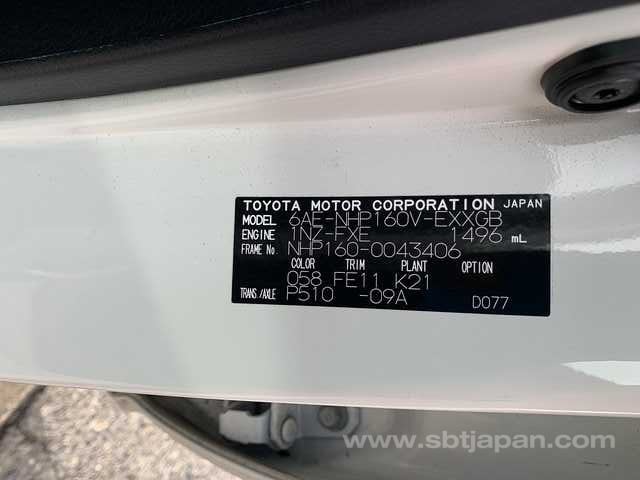 TOYOTA MOTOR CORPORATION JAPAN
MODEL 6AE-NHP160V-EXXGB
ENGINE 1NZ-FXE 1496 mL
FRAME No. NHP160-0043406
COLOR TRIM PLANT OPTION
058 FE11 K21
TRANS./AXLE P510 -09A D077
www.sbtjapan.com